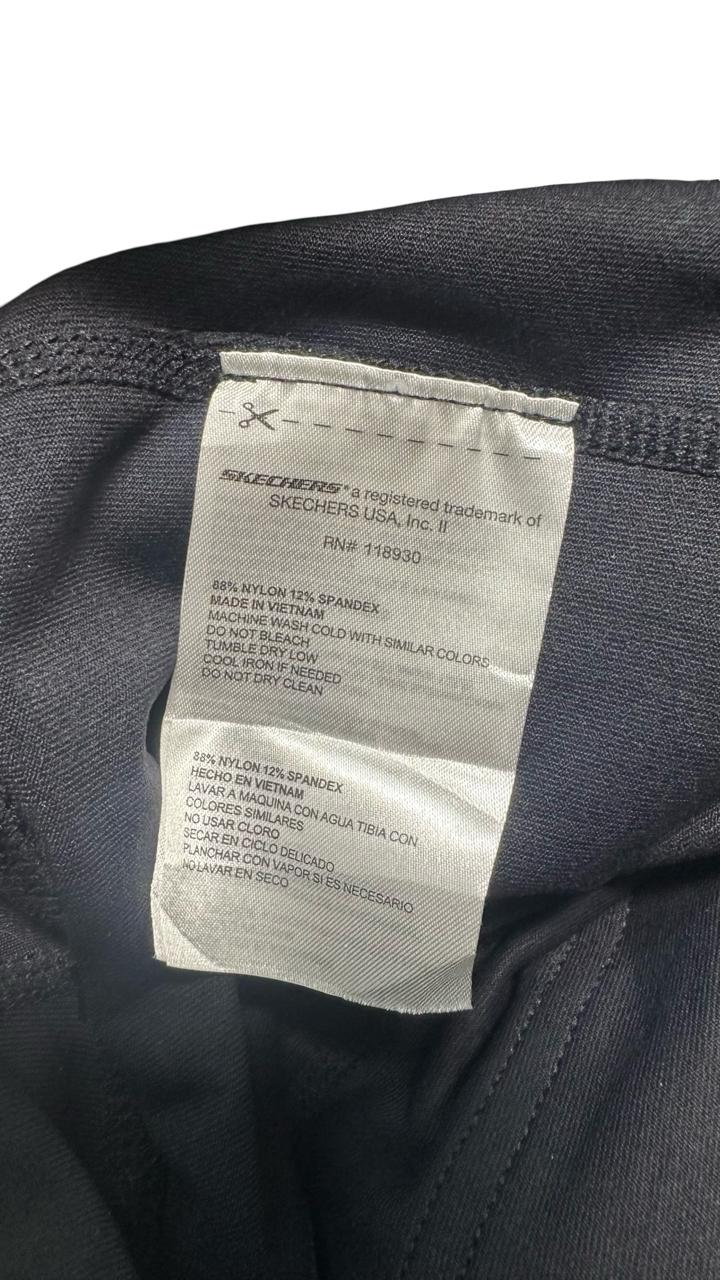 SKECHERS® a registered trademark of
SKECHERS USA, Inc. II
RN# 118930
88% NYLON 12% SPANDEX
MADE IN VIETNAM
MACHINE WASH COLD WITH SIMILAR COLORS
DO NOT BLEACH
TUMBLE DRY LOW
COOL IRON IF NEEDED
DO NOT DRY CLEAN
88% NYLON 12% SPANDEX
HECHO EN VIETNAM
LAVAR A MAQUINA CON AGUA TIBIA CON
COLORES SIMILARES
NO USAR CLORO
SECAR EN CICLO DELICADO
PLANCHAR CON VAPOR SI ES NECESARIO
NO LAVAR EN SECO